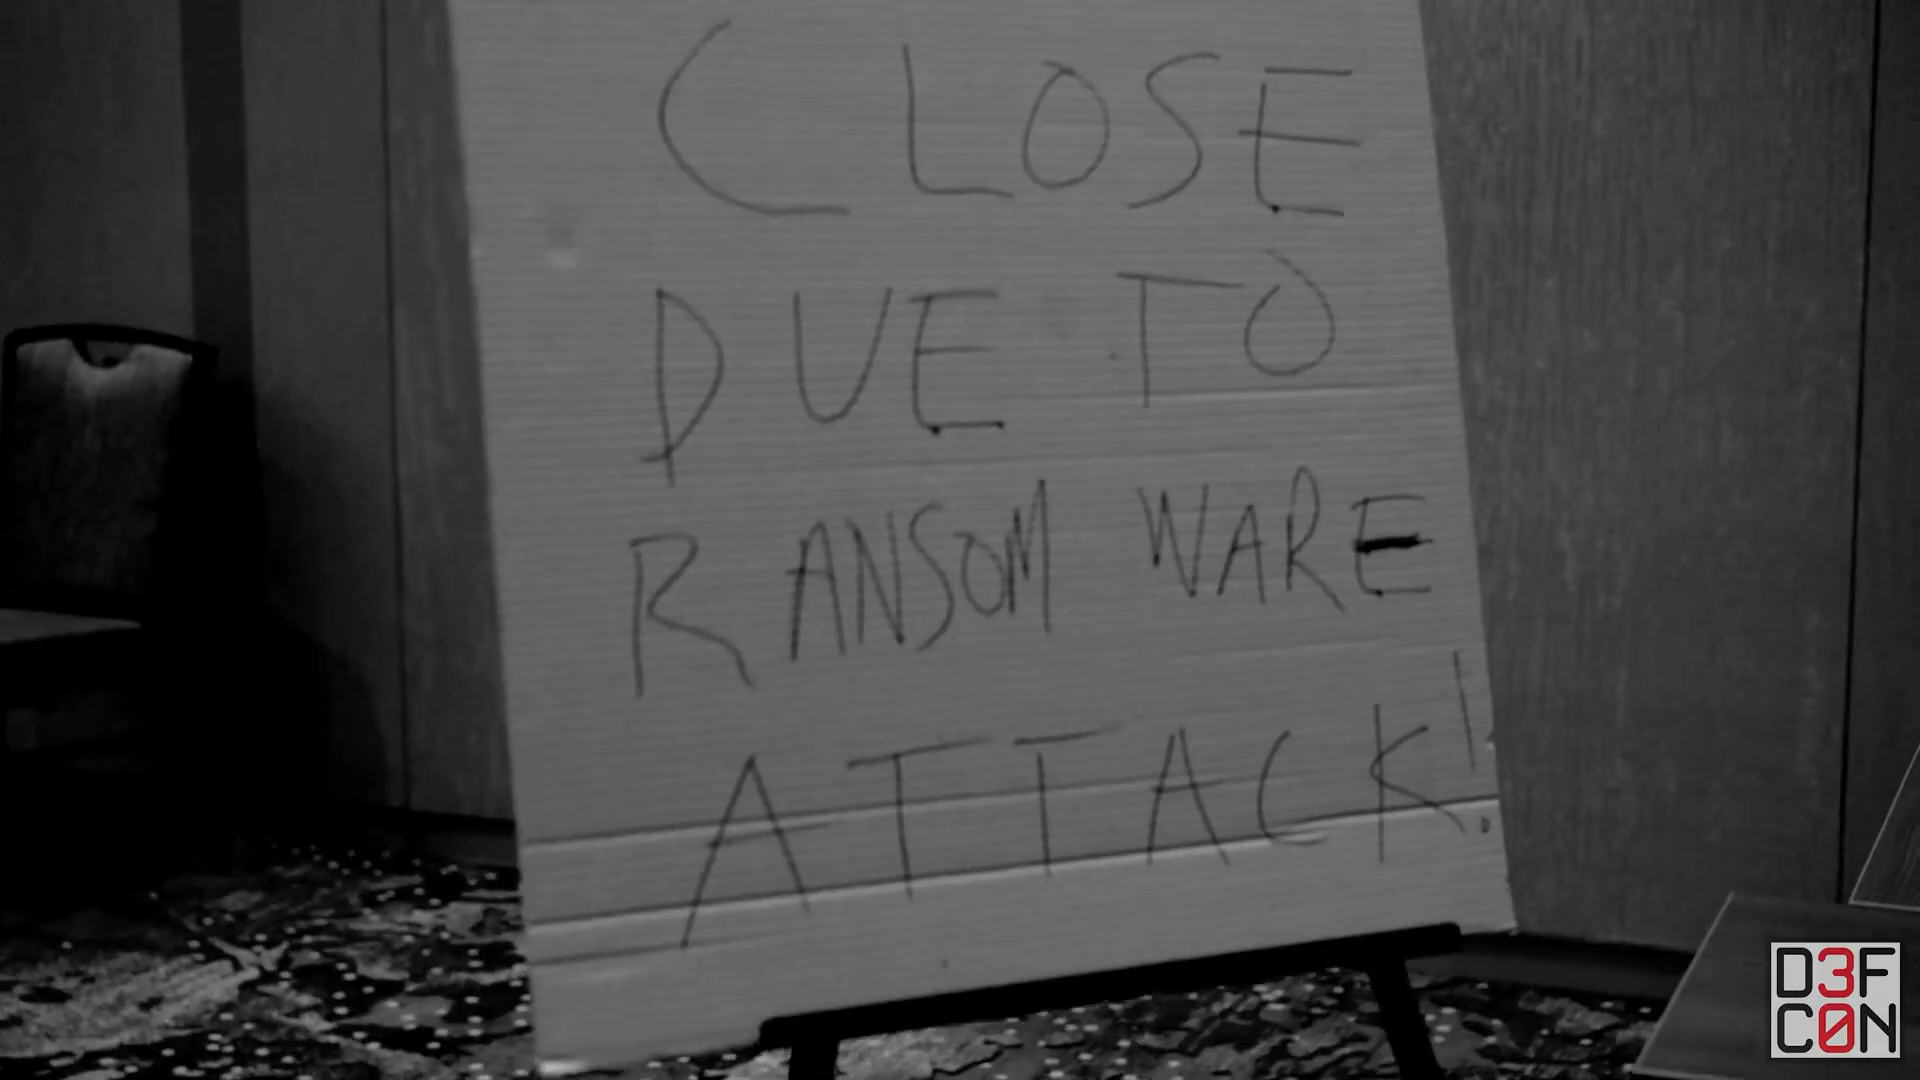 CLOSE
DUE TO
RANSOM WARE
ATTACK!
D3F
C0N